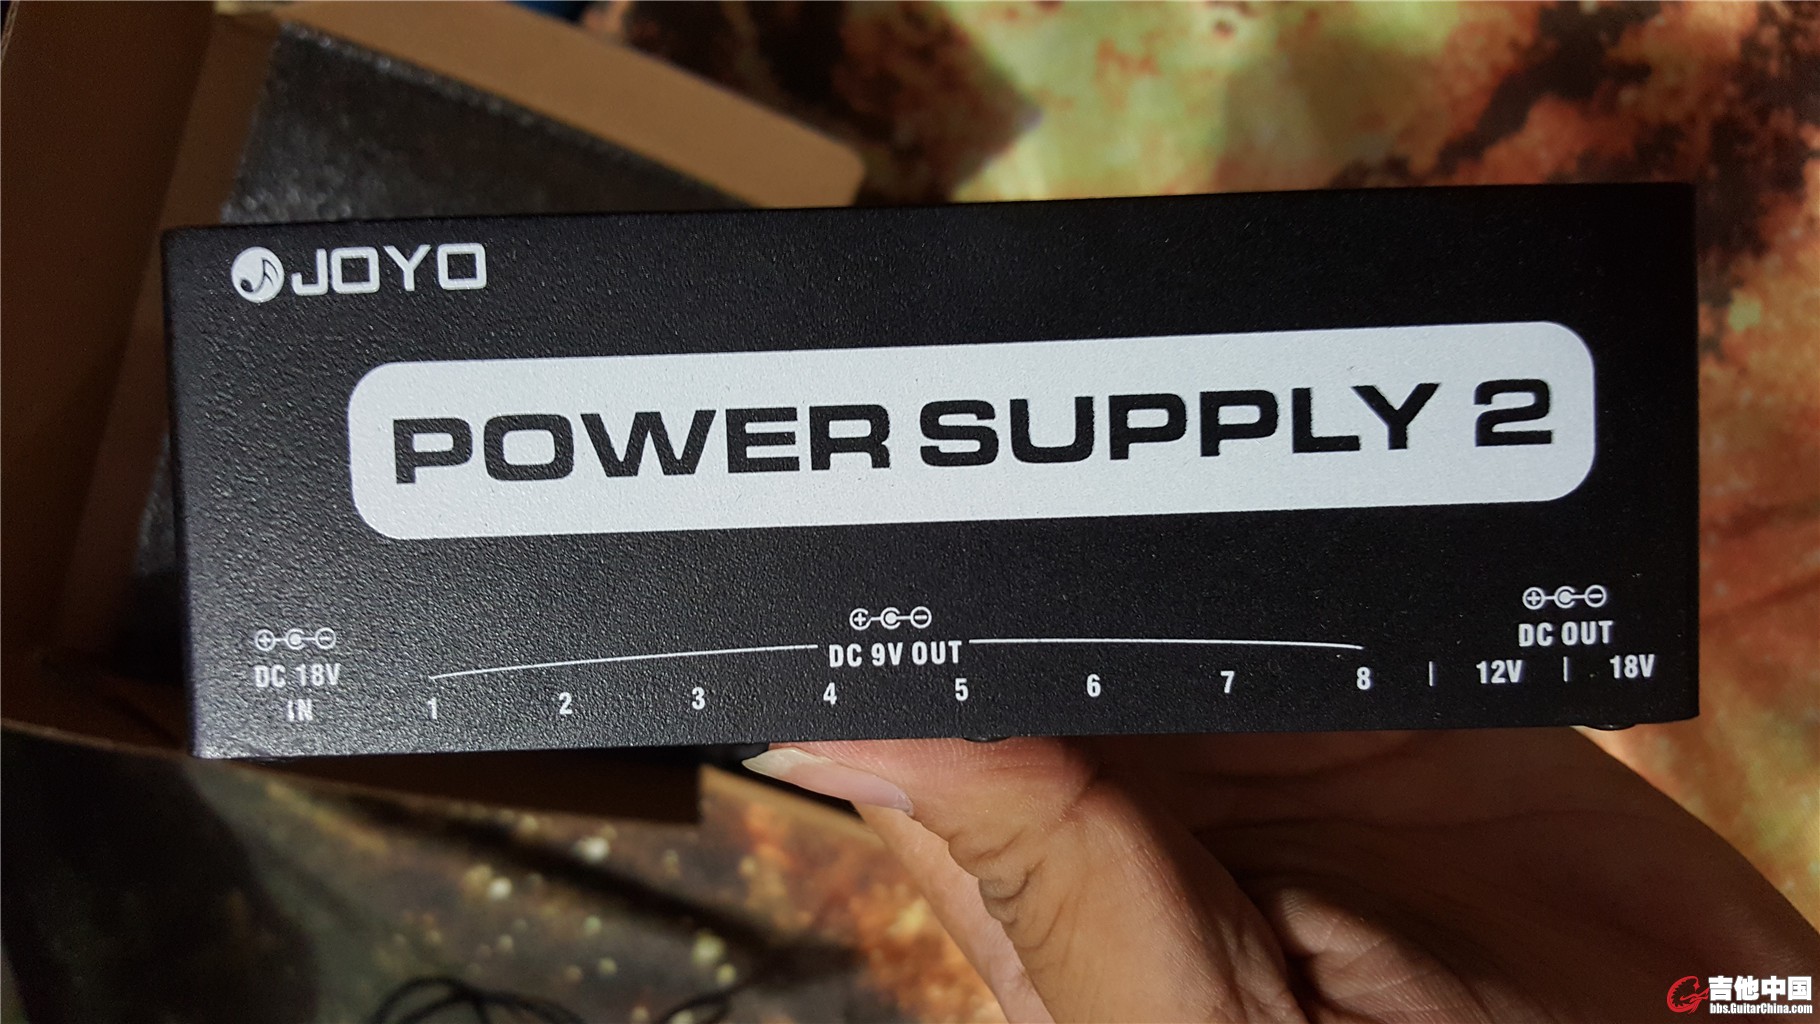 JOYO
POWER SUPPLY 2
DC 18V
IN
DC 9V OUT
1 2 3 4 5 6 7 8
DC OUT
12V | 18V
吉他中国
bbs.GuitarChina.com